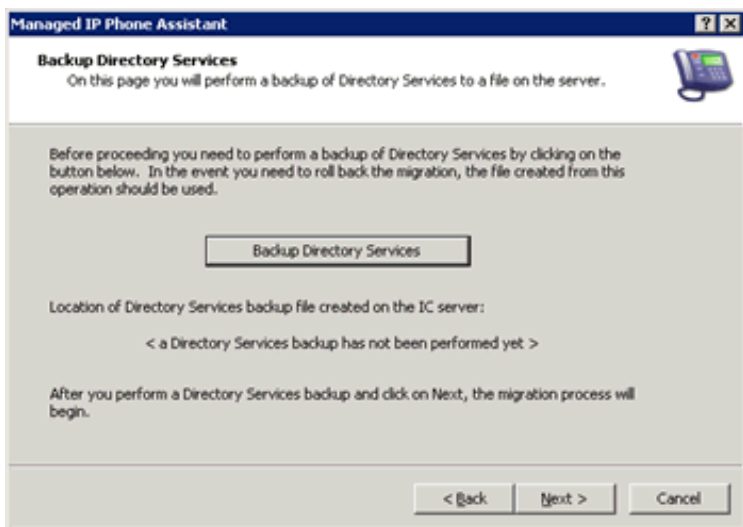 Managed IP Phone Assistant
Backup Directory Services
On this page you will perform a backup of Directory Services to a file on the server.
Before proceeding you need to perform a backup of Directory Services by clicking on the
button below. In the event you need to roll back the migration, the file created from this
operation should be used.
Backup Directory Services
Location of Directory Services backup file created on the IC server:
< a Directory Services backup has not been performed yet >
After you perform a Directory Services backup and click on Next, the migration process will
begin.
< Back Next > Cancel